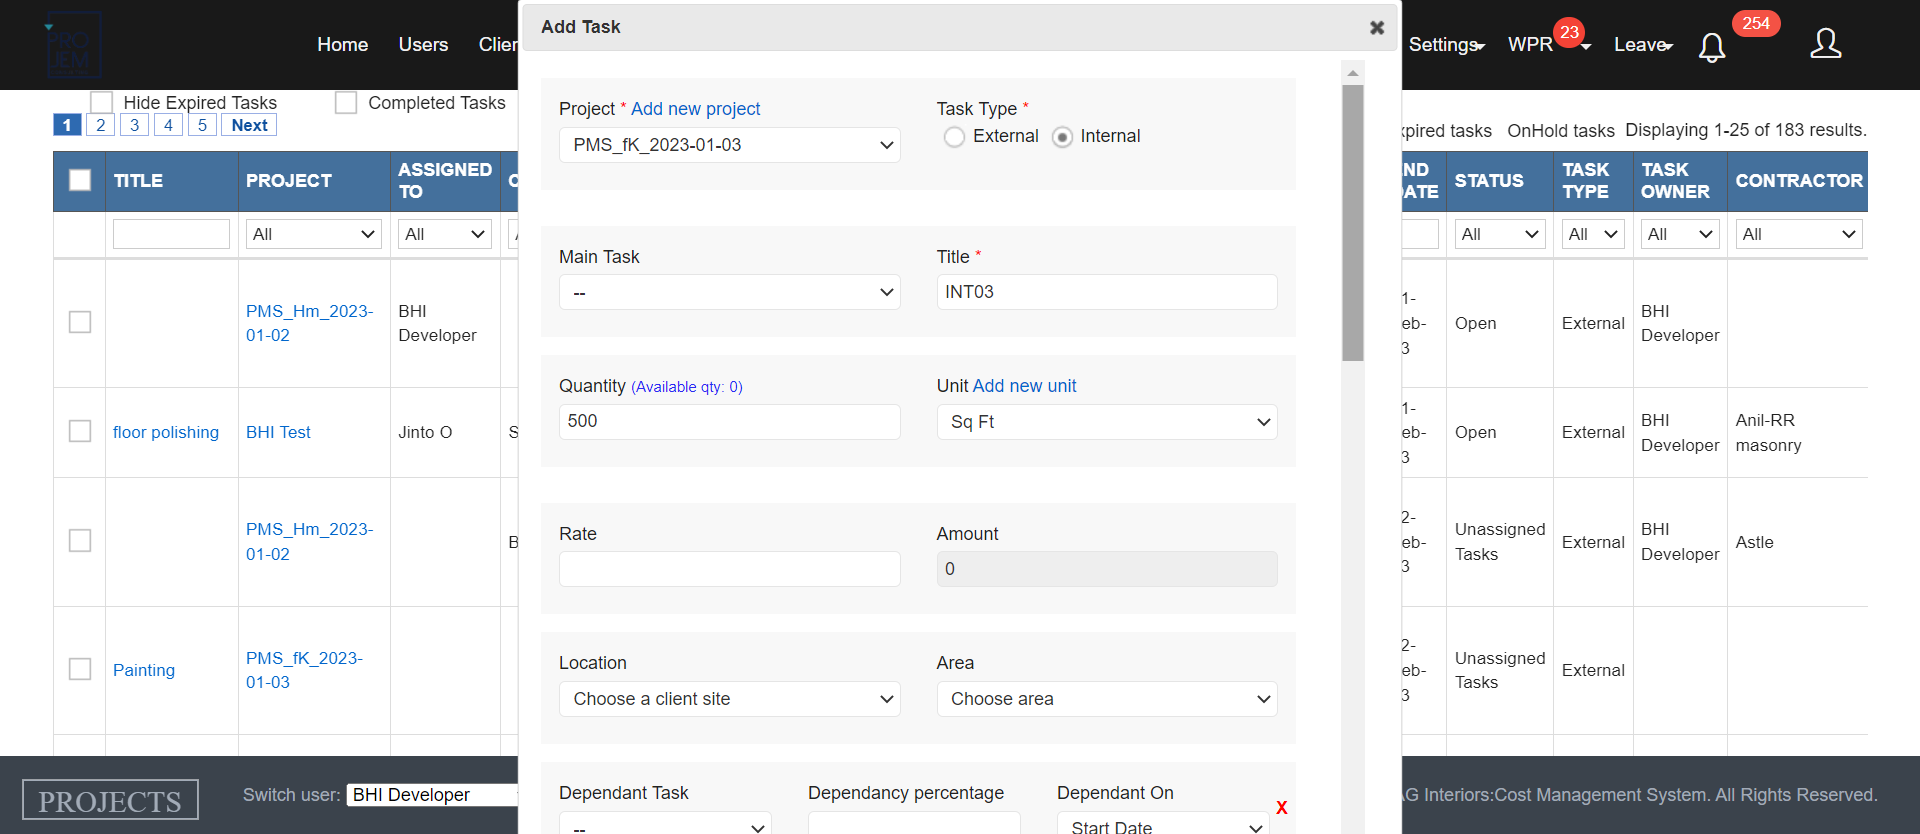 PROJEM
Home Users Clien
Settings WPR 23 Leave 254
Add Task ✖
Hide Expired Tasks Completed Tasks
xpired tasks OnHold tasks Displaying 1-25 of 183 results.
1 2 3 4 5 Next
TITLE PROJECT ASSIGNED TO
ND DATE STATUS TASK TYPE TASK OWNER CONTRACTOR
All All
All All All All
PMS_Hm_2023-01-02 BHI Developer
1-
eb-
3
Open External BHI Developer
floor polishing BHI Test Jinto O S
1-
eb-
3
Open External BHI Developer Anil-RR masonry
PMS_Hm_2023-01-02 B
2-
eb-
3
Unassigned Tasks External BHI Developer Astle
Painting PMS_fK_2023-01-03
2-
eb-
3
Unassigned Tasks External
Project * Add new project
PMS_fK_2023-01-03
Task Type *
External Internal
Main Task
--
Title *
INT03
Quantity (Available qty: 0)
500
Unit Add new unit
Sq Ft
Rate
Amount
0
Location
Choose a client site
Area
Choose area
Dependant Task
--
Dependancy percentage
Dependant On
Start Date
X
PROJECTS
Switch user: BHI Developer
AG Interiors:Cost Management System. All Rights Reserved.